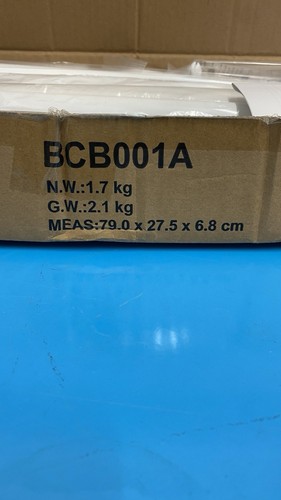 BCB001A
N.W.:1.7 kg
G.W.:2.1 kg
MEAS:79.0 x 27.5 x 6.8 cm